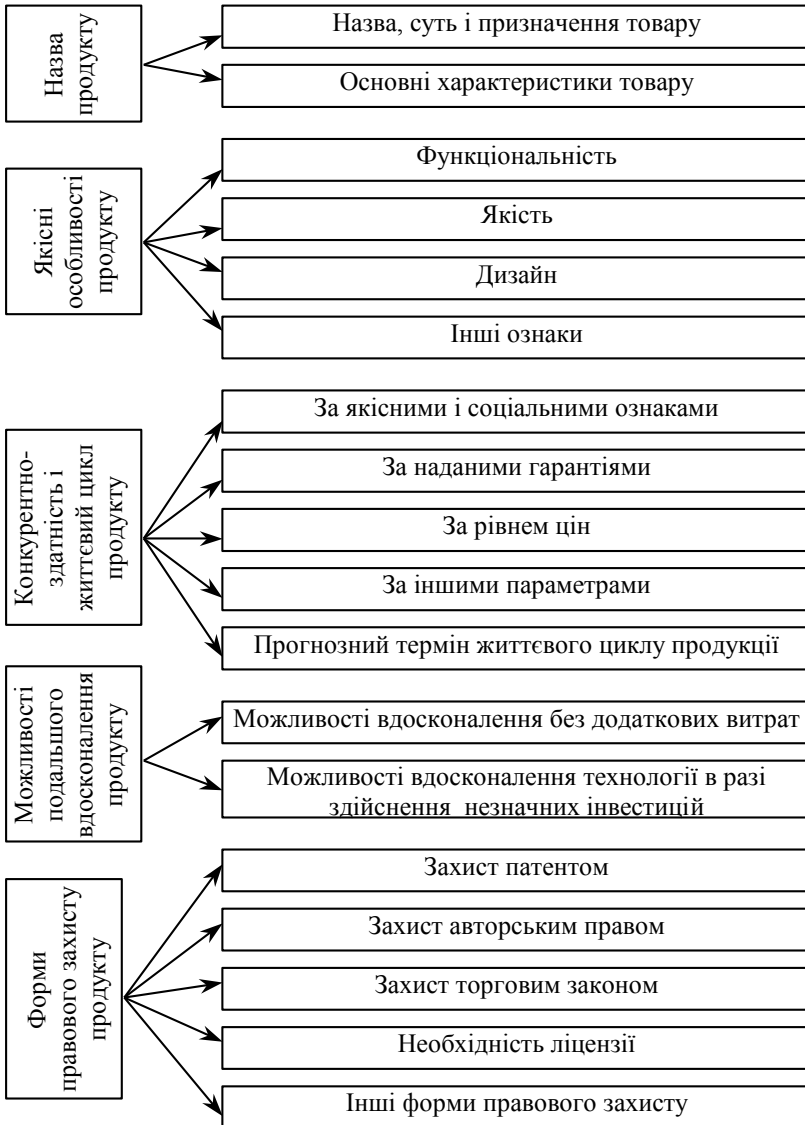 Назва
продукту
Назва, суть і призначення товару
Основні характеристики товару
Якісні
особливості
продукту
Функціональність
Якість
Дизайн
Інші ознаки
Конкурентно-
здатність і
життєвий цикл
продукту
За якісними і соціальними ознаками
За наданими гарантіями
За рівнем цін
За іншими параметрами
Прогнозний термін життєвого циклу продукції
Можливості
подальшого
вдосконалення
продукту
Можливості вдосконалення без додаткових витрат
Можливості вдосконалення технології в разі
здійснення незначних інвестицій
Форми
правового захисту
продукту
Захист патентом
Захист авторським правом
Захист торговим законом
Необхідність ліцензії
Інші форми правового захисту